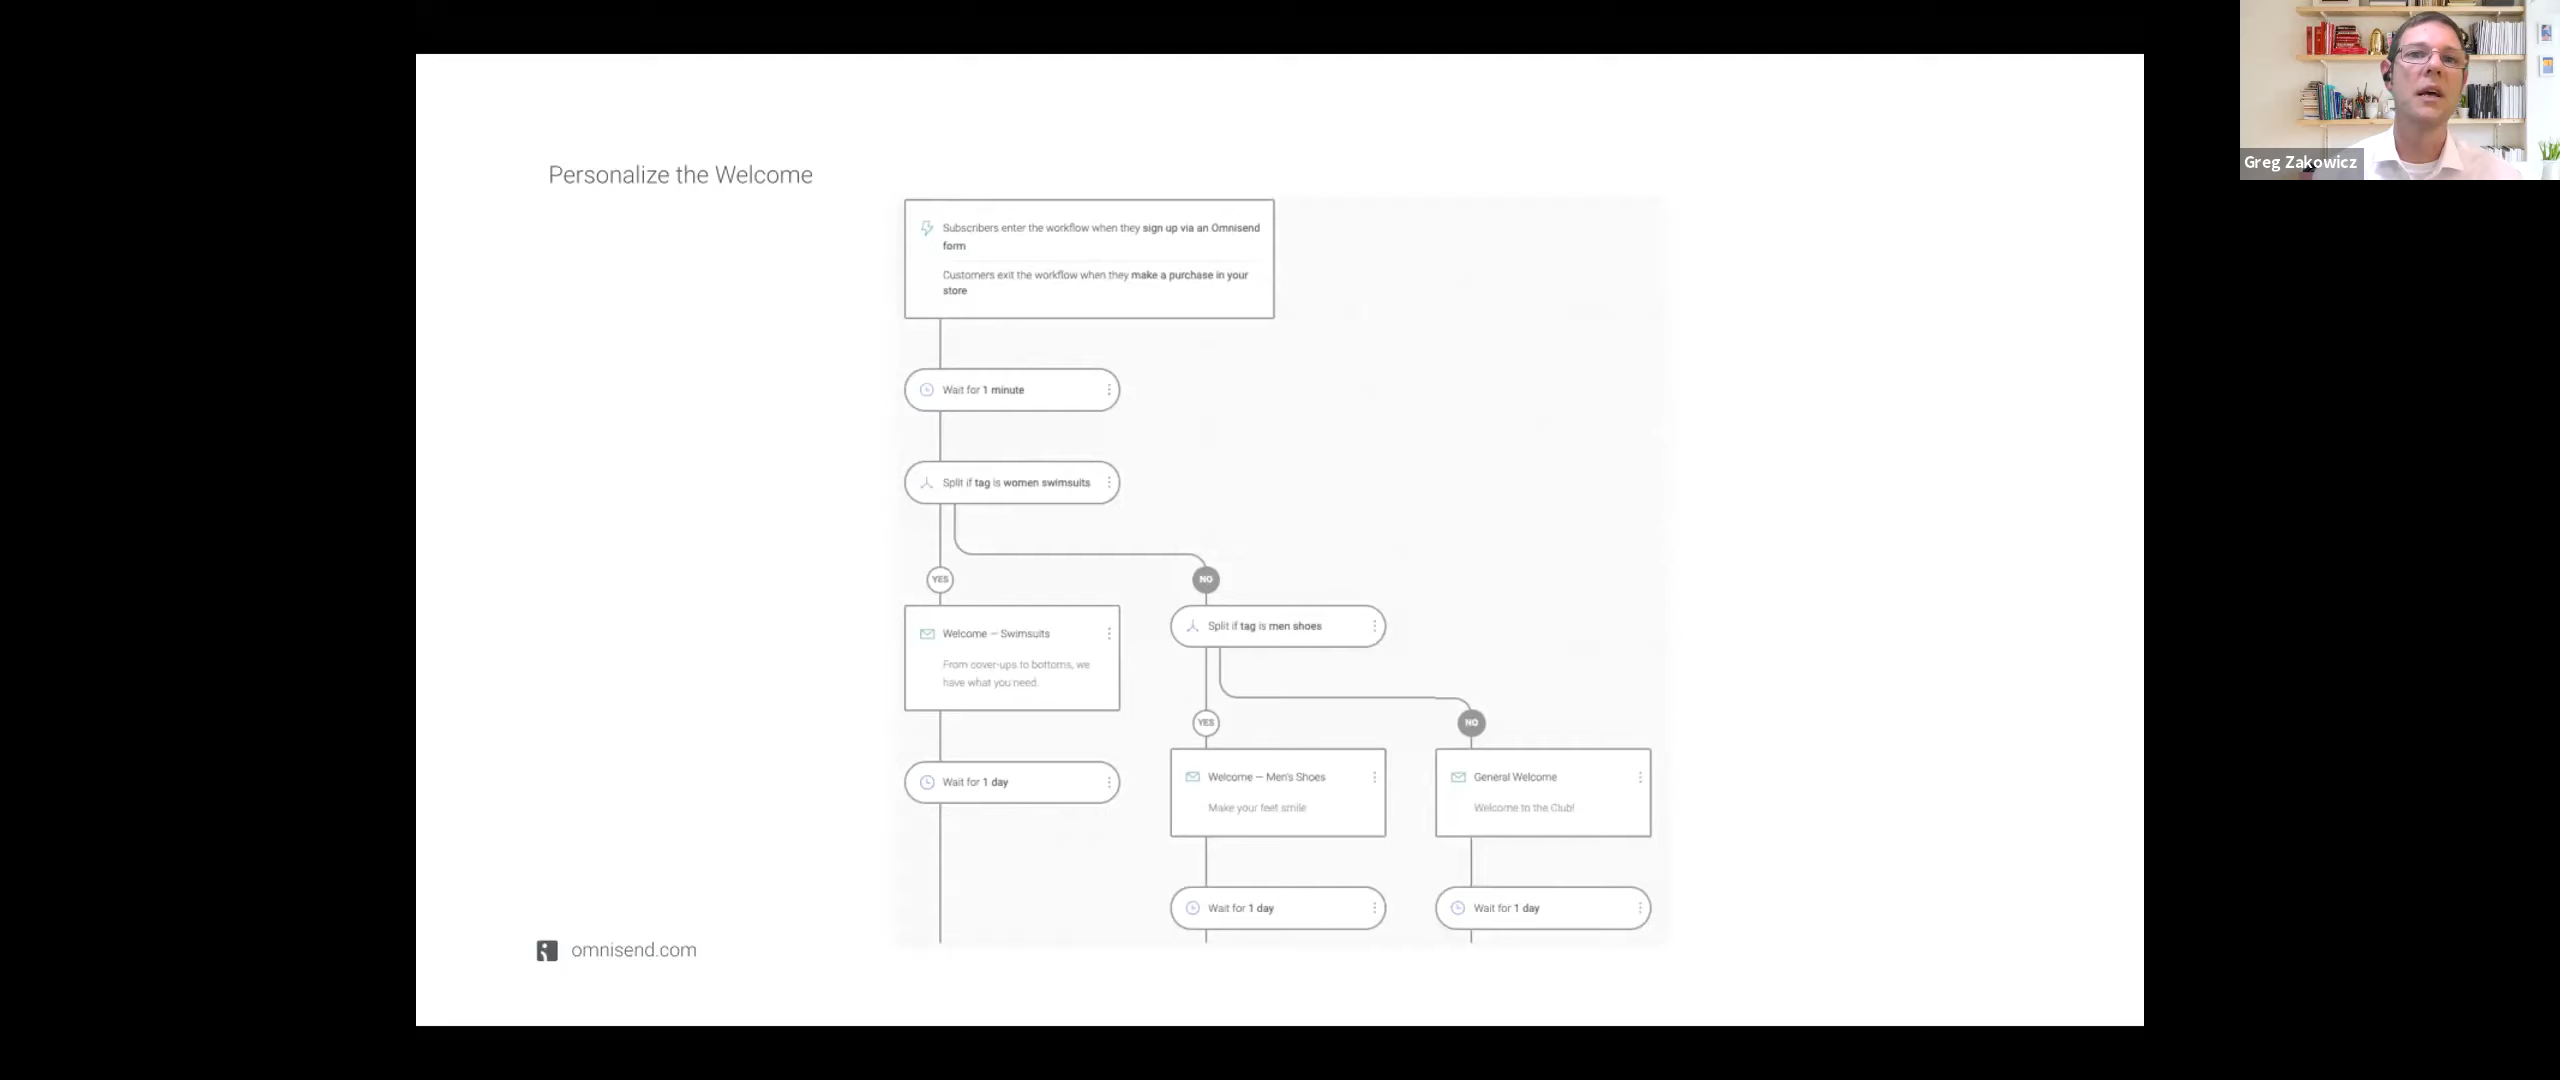 Greg Zakowicz
Personalize the Welcome
Subscribers enter the workflow when they sign up via an Omnisend
form
Customers exit the workflow when they make a purchase in your
store
Wait for 1 minute
Split if tag is women swimsuits
YES
NO
Welcome – Swimsuits
From cover-ups to bottoms, we
have what you need.
Split if tag is men shoes
YES
NO
Wait for 1 day
Welcome – Men's Shoes
Make your feet smile
General Welcome
Welcome to the Club!
Wait for 1 day
Wait for 1 day
omnisend.com